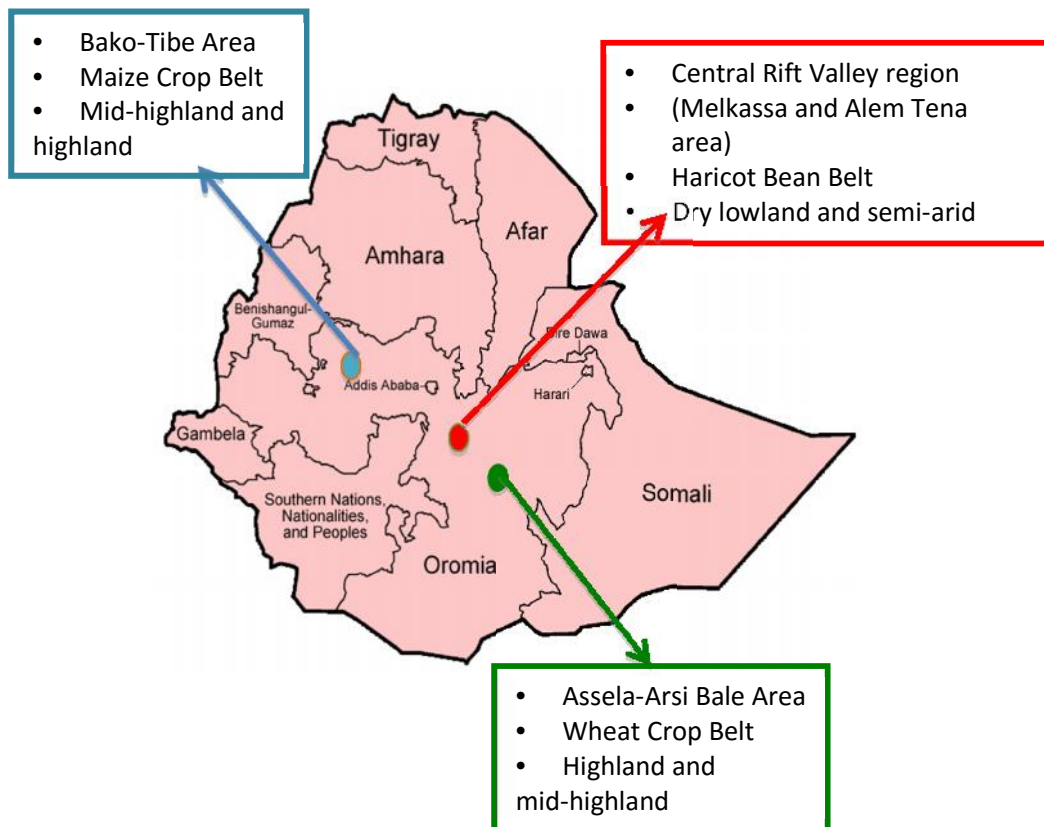 • Bako-Tibe Area
• Maize Crop Belt
• Mid-highland and
highland
• Central Rift Valley region
• (Melkassa and Alem Tena
area)
• Haricot Bean Belt
• Dry lowland and semi-arid
Tigray
Afar
Amhara
Benishangul-
Gumaz
Dire Dawa
Addis Ababa
Harari
Gambela
Somali
Southern Nations,
Nationalities,
and Peoples
Oromia
• Assela-Arsi Bale Area
• Wheat Crop Belt
• Highland and
mid-highland